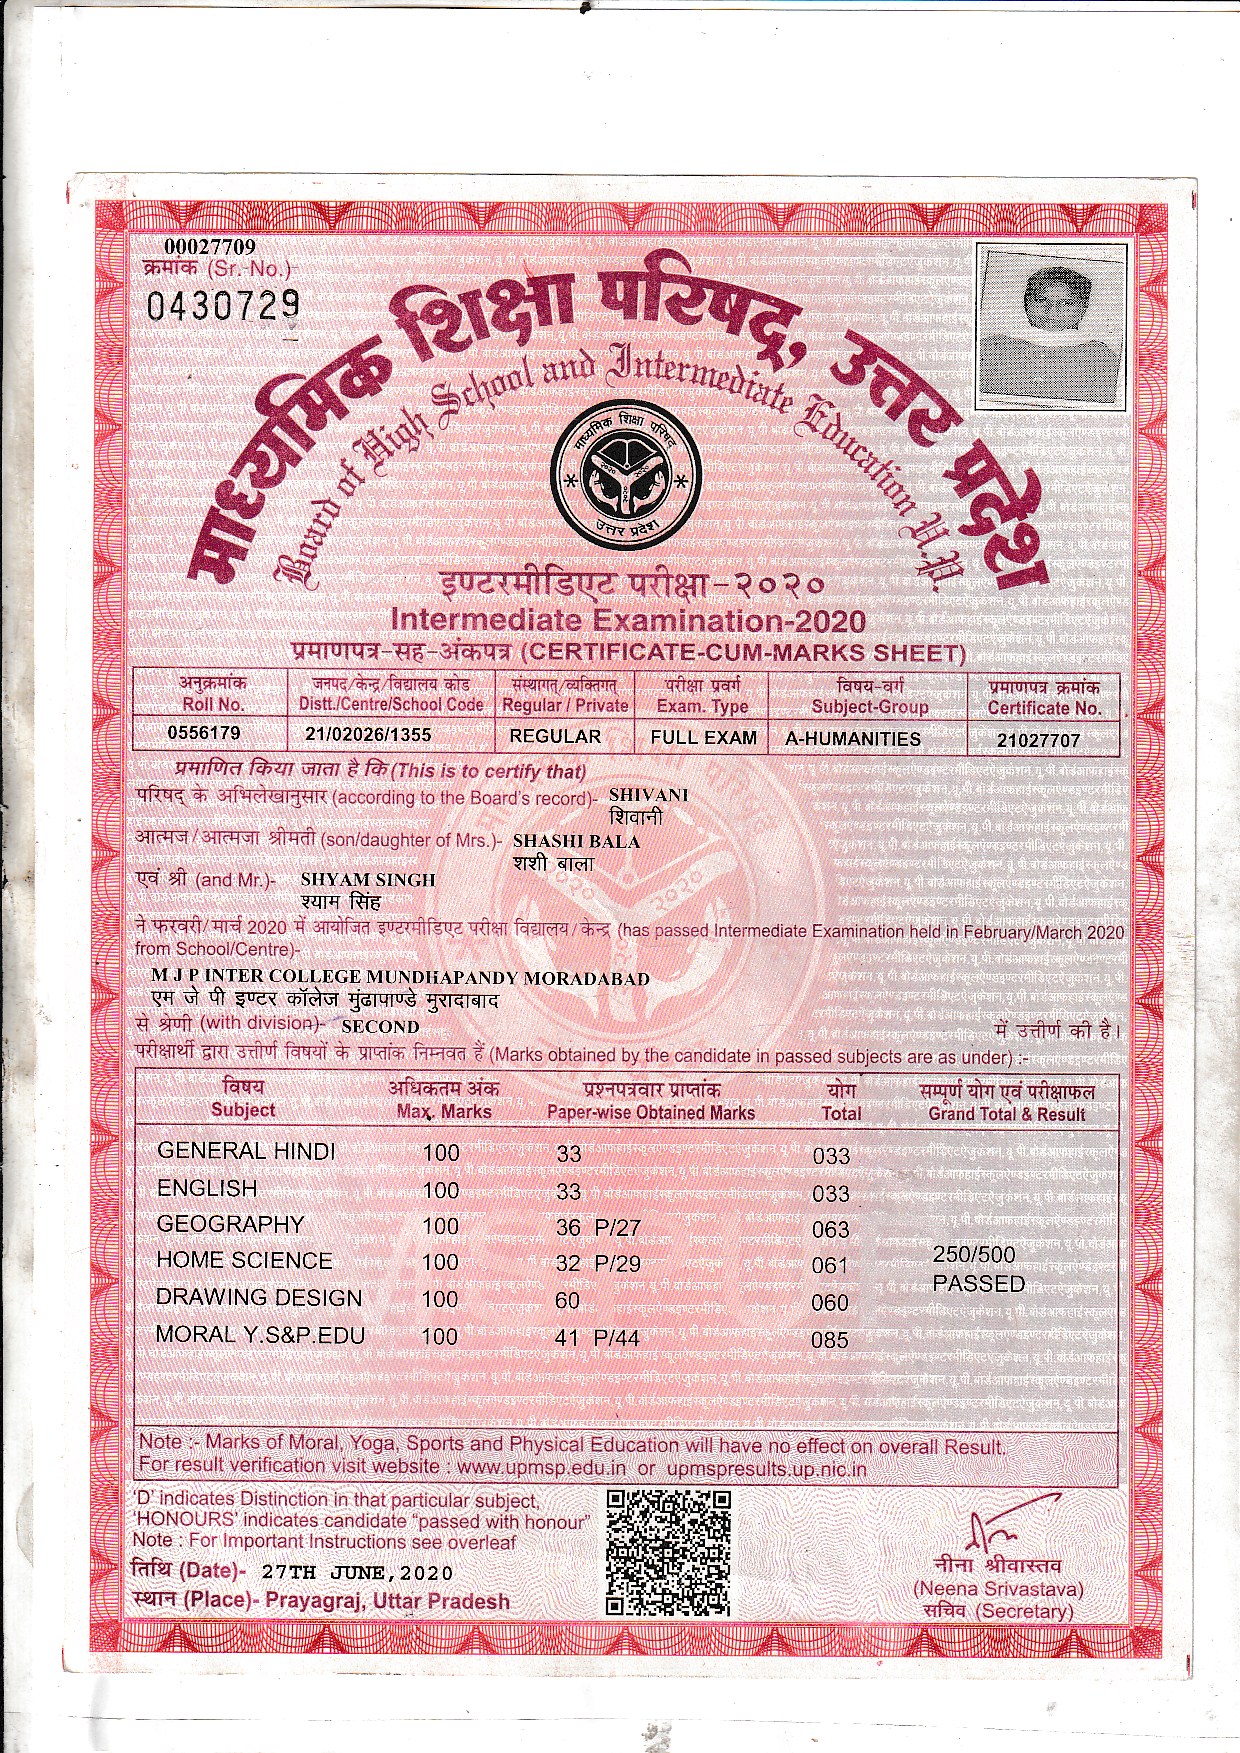 00027709
क्रमांक (Sr. No.)
0430729
माध्यमिक शिक्षा परिषद्, उत्तर प्रदेश
Board of High School and Intermediate Education U.P.
माध्यमिक शिक्षा परिषद
उत्तर प्रदेश
इण्टरमीडिएट परीक्षा-२०२०
Intermediate Examination-2020
प्रमाणपत्र-सह-अंकपत्र (CERTIFICATE-CUM-MARKS SHEET)
अनुक्रमांक जनपद/केन्द्र/विद्यालय कोड संस्थागत/व्यक्तिगत परीक्षा प्रवर्ग विषय-वर्ग प्रमाणपत्र क्रमांक
Roll No. Distt./Centre/School Code Regular / Private Exam. Type Subject-Group Certificate No.
0556179 21/02026/1355 REGULAR FULL EXAM A-HUMANITIES 21027707
प्रमाणित किया जाता है कि (This is to certify that)
परिषद के अभिलेखानुसार (according to the Board's record)- SHIVANI
शिवानी
आत्मज/आत्मजा श्रीमती (son/daughter of Mrs.)- SHASHI BALA
शशी बाला
एवं श्री (and Mr.)- SHYAM SINGH
श्याम सिंह
ने फरवरी/मार्च 2020 में आयोजित इण्टरमीडिएट परीक्षा विद्यालय/केन्द्र (has passed Intermediate Examination held in February/March 2020
from School/Centre)-
M J P INTER COLLEGE MUNDHAPANDY MORADABAD
एम जे पी इण्टर कॉलेज मुंढापाण्डे मुरादाबाद
से श्रेणी (with division)- SECOND में उत्तीर्ण की है।
परीक्षार्थी द्वारा उत्तीर्ण विषयों के प्राप्तांक निम्नवत हैं (Marks obtained by the candidate in passed subjects are as under) :-
विषय अधिकतम अंक प्रश्नपत्रवार प्राप्तांक योग सम्पूर्ण योग एवं परीक्षाफल
Subject Max. Marks Paper-wise Obtained Marks Total Grand Total & Result
GENERAL HINDI 100 33 033
ENGLISH 100 33 033
GEOGRAPHY 100 36 P/27 063
HOME SCIENCE 100 32 P/29 061 250/500
PASSED
DRAWING DESIGN 100 60 060
MORAL Y.S&P.EDU 100 41 P/44 085
Note :- Marks of Moral, Yoga, Sports and Physical Education will have no effect on overall Result.
For result verification visit website : www.upmsp.edu.in or upmspresults.up.nic.in
'D' indicates Distinction in that particular subject,
'HONOURS' indicates candidate "passed with honour"
Note : For Important Instructions see overleaf
तिथि (Date)- 27TH JUNE, 2020
स्थान (Place)- Prayagraj, Uttar Pradesh
नीना श्रीवास्तव
(Neena Srivastava)
सचिव (Secretary)